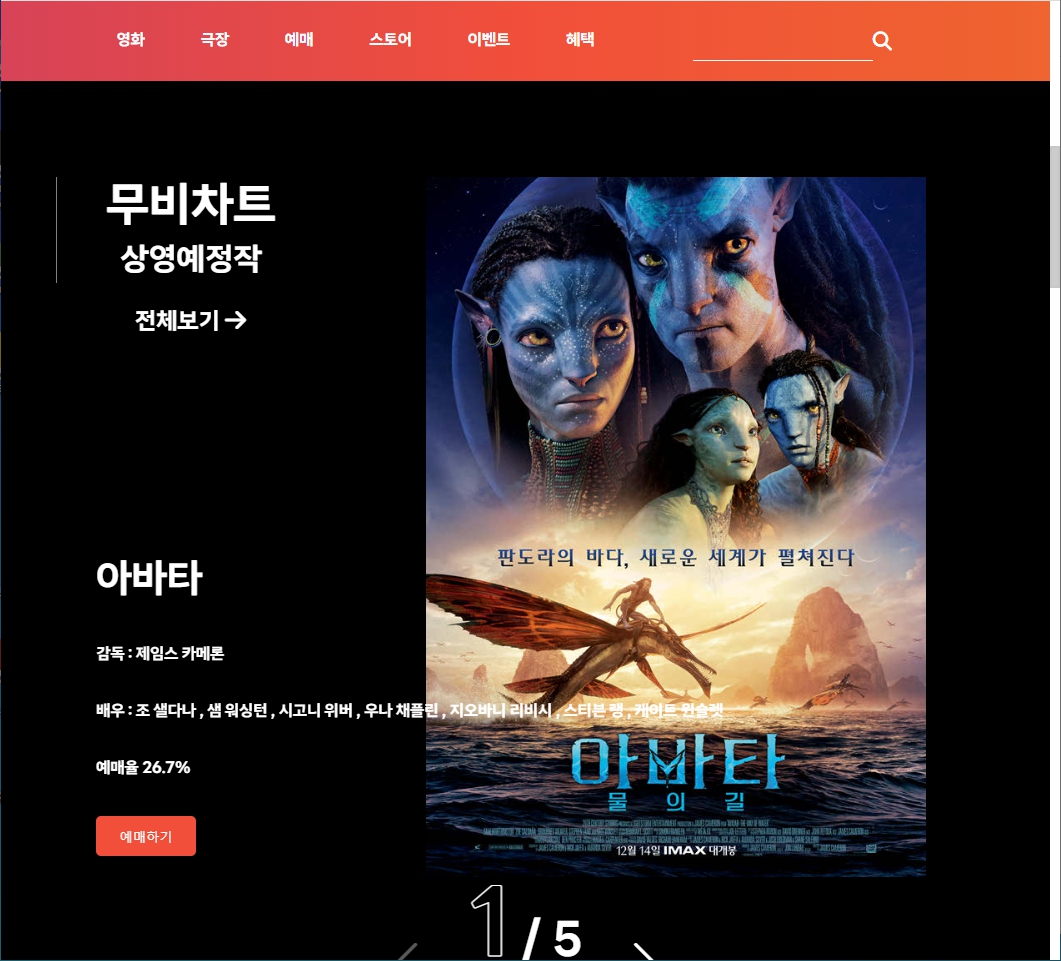 영화 극장 예매 스토어 이벤트 혜택
무비차트
상영예정작
전체보기 →
판도라의 바다, 새로운 세계가 펼쳐진다
아바타
감독 : 제임스 카메론
배우 : 조 샐다나 , 샘 워싱턴 , 시고니 위버 , 우나 채플린 , 지오바니 리비시 , 스티븐 랭 , 케이트 윈슬렛
예매율 26.7%
예매하기
아바타
물의 길
12월 14일 IMAX 대개봉
1 / 5